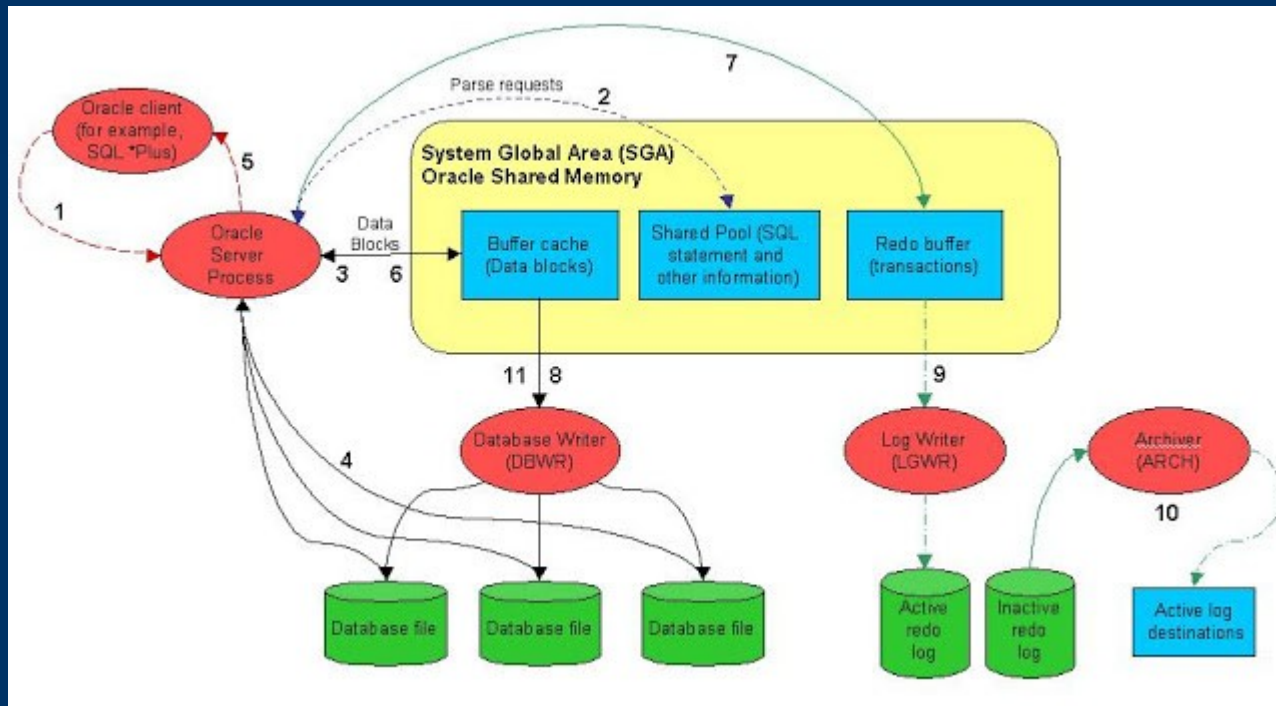 7
Parse requests
2
Oracle client
(for example,
SQL *Plus)
5
1
System Global Area (SGA)
Oracle Shared Memory
Oracle
Server
Process
Data
Blocks
3
6
Buffer cache
(Data blocks)
Shared Pool (SQL
statement and
other information)
Redo buffer
(transactions)
11
8
9
4
Database Writer
(DBWR)
Log Writer
(LGWR)
Archiver
(ARCH)
10
Database file
Database file
Database file
Active
redo
log
Inactive
redo
log
Active log
destinations